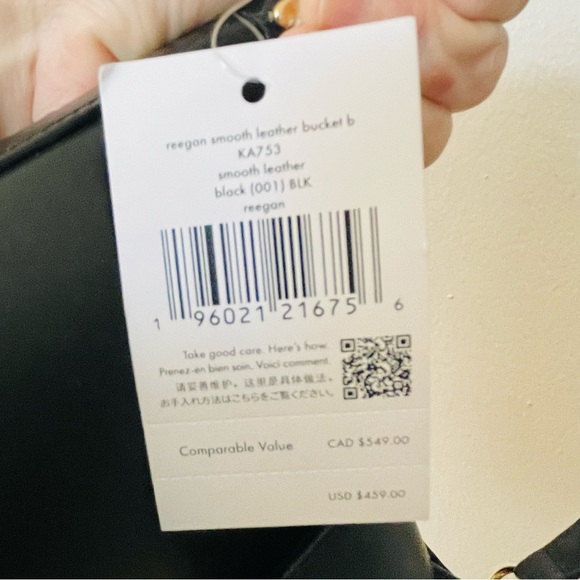 reegan smooth leather bucket b
KA753
smooth leather
black (001) BLK
reegan
1 96021 21675 6
Take good care. Here's how.
Prenez-en bien soin. Voici comment.
请妥善维护。这里是具体做法。
お手入れ方法はこちらをご覧ください。
Comparable Value CAD $549.00
USD $459.00